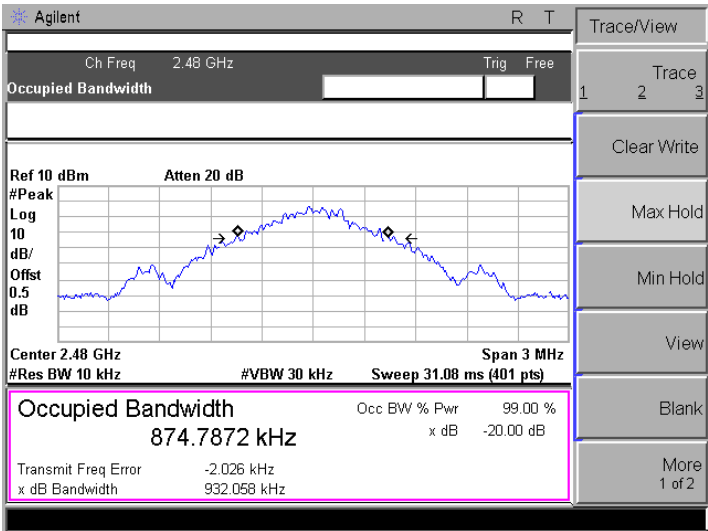 Agilent R T
Ch Freq 2.48 GHz Trig Free
Occupied Bandwidth
Ref 10 dBm Atten 20 dB
#Peak
Log
10
dB/
Offst
0.5
dB
Center 2.48 GHz Span 3 MHz
#Res BW 10 kHz #VBW 30 kHz Sweep 31.08 ms (401 pts)
Occupied Bandwidth
874.7872 kHz
Occ BW % Pwr 99.00 %
x dB -20.00 dB
Transmit Freq Error -2.026 kHz
x dB Bandwidth 932.058 kHz
Trace/View
Trace
1 2 3
Clear Write
Max Hold
Min Hold
View
Blank
More
1 of 2